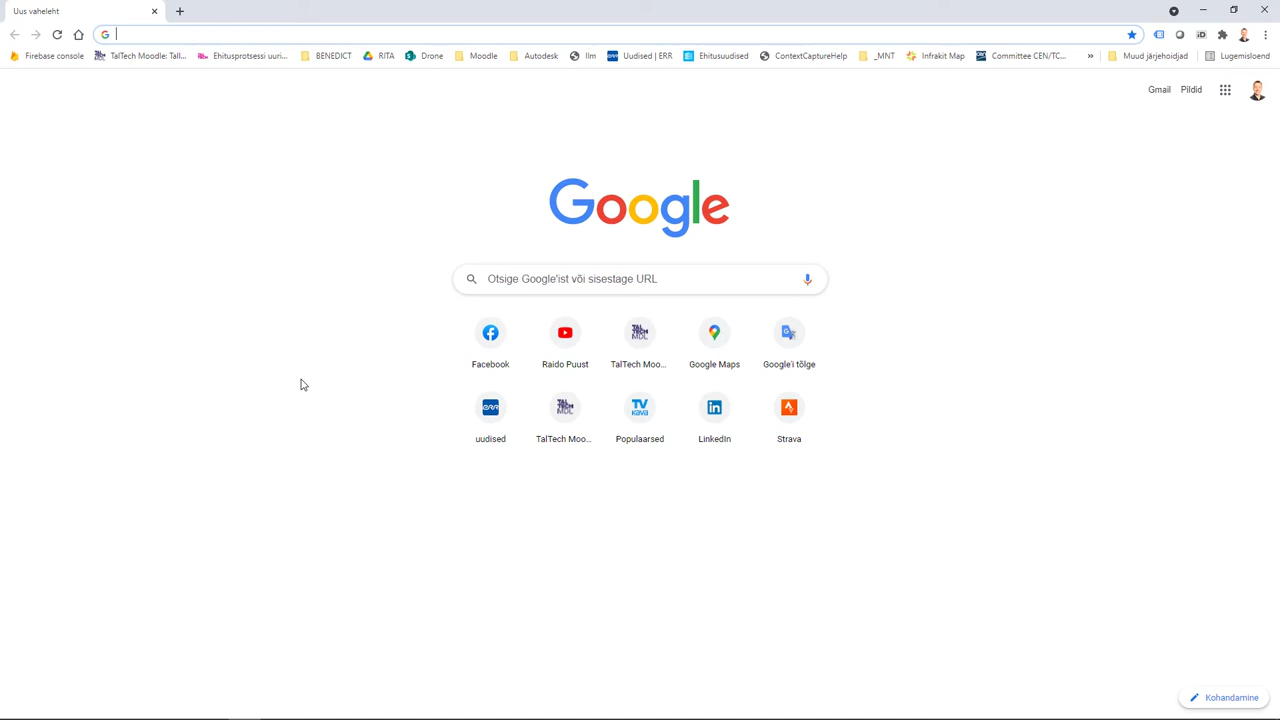 Uus vaheleht
Firebase console
TalTech Moodle: Tall...
Ehitusprotsessi uuri...
BENEDICT
RITA
Drone
Moodle
Autodesk
Ilm
Uudised | ERR
Ehitusuudised
ContextCaptureHelp
_MNT
Infrakit Map
Committee CEN/TC...
»
Muud järjehoidjad
Lugemisloend
Gmail
Pildid
Google
Otsige Google'ist või sisestage URL
Facebook
Raido Puust
TalTech Moo...
Google Maps
Google'i tõlge
uudised
TalTech Moo...
Populaarsed
LinkedIn
Strava
Kohandamine